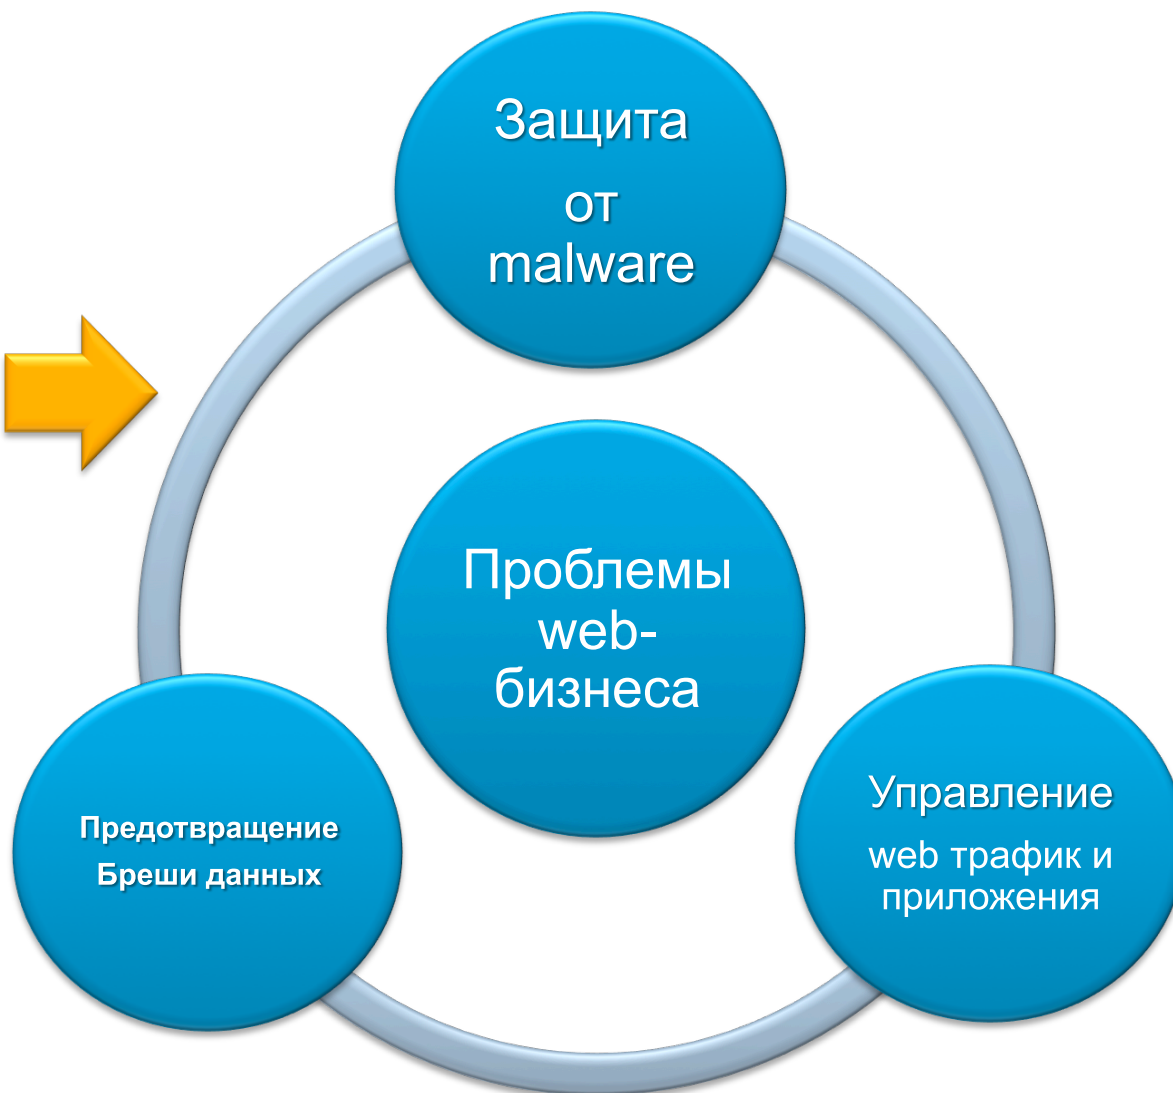 Защита
от
malware
Проблемы
web-
бизнеса
Предотвращение
Бреши данных
Управление
web трафик и
приложения